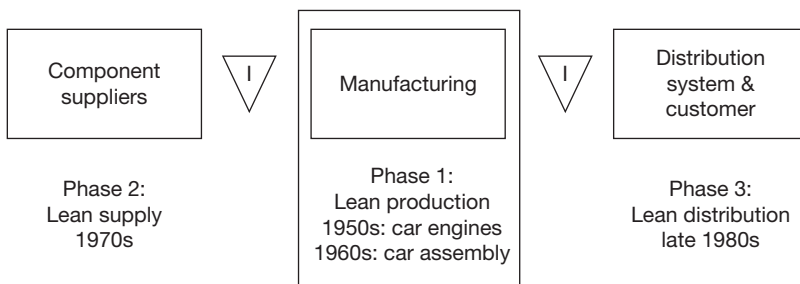 Component
suppliers
I
Manufacturing
I
Distribution
system &
customer
Phase 2:
Lean supply
1970s
Phase 1:
Lean production
1950s: car engines
1960s: car assembly
Phase 3:
Lean distribution
late 1980s